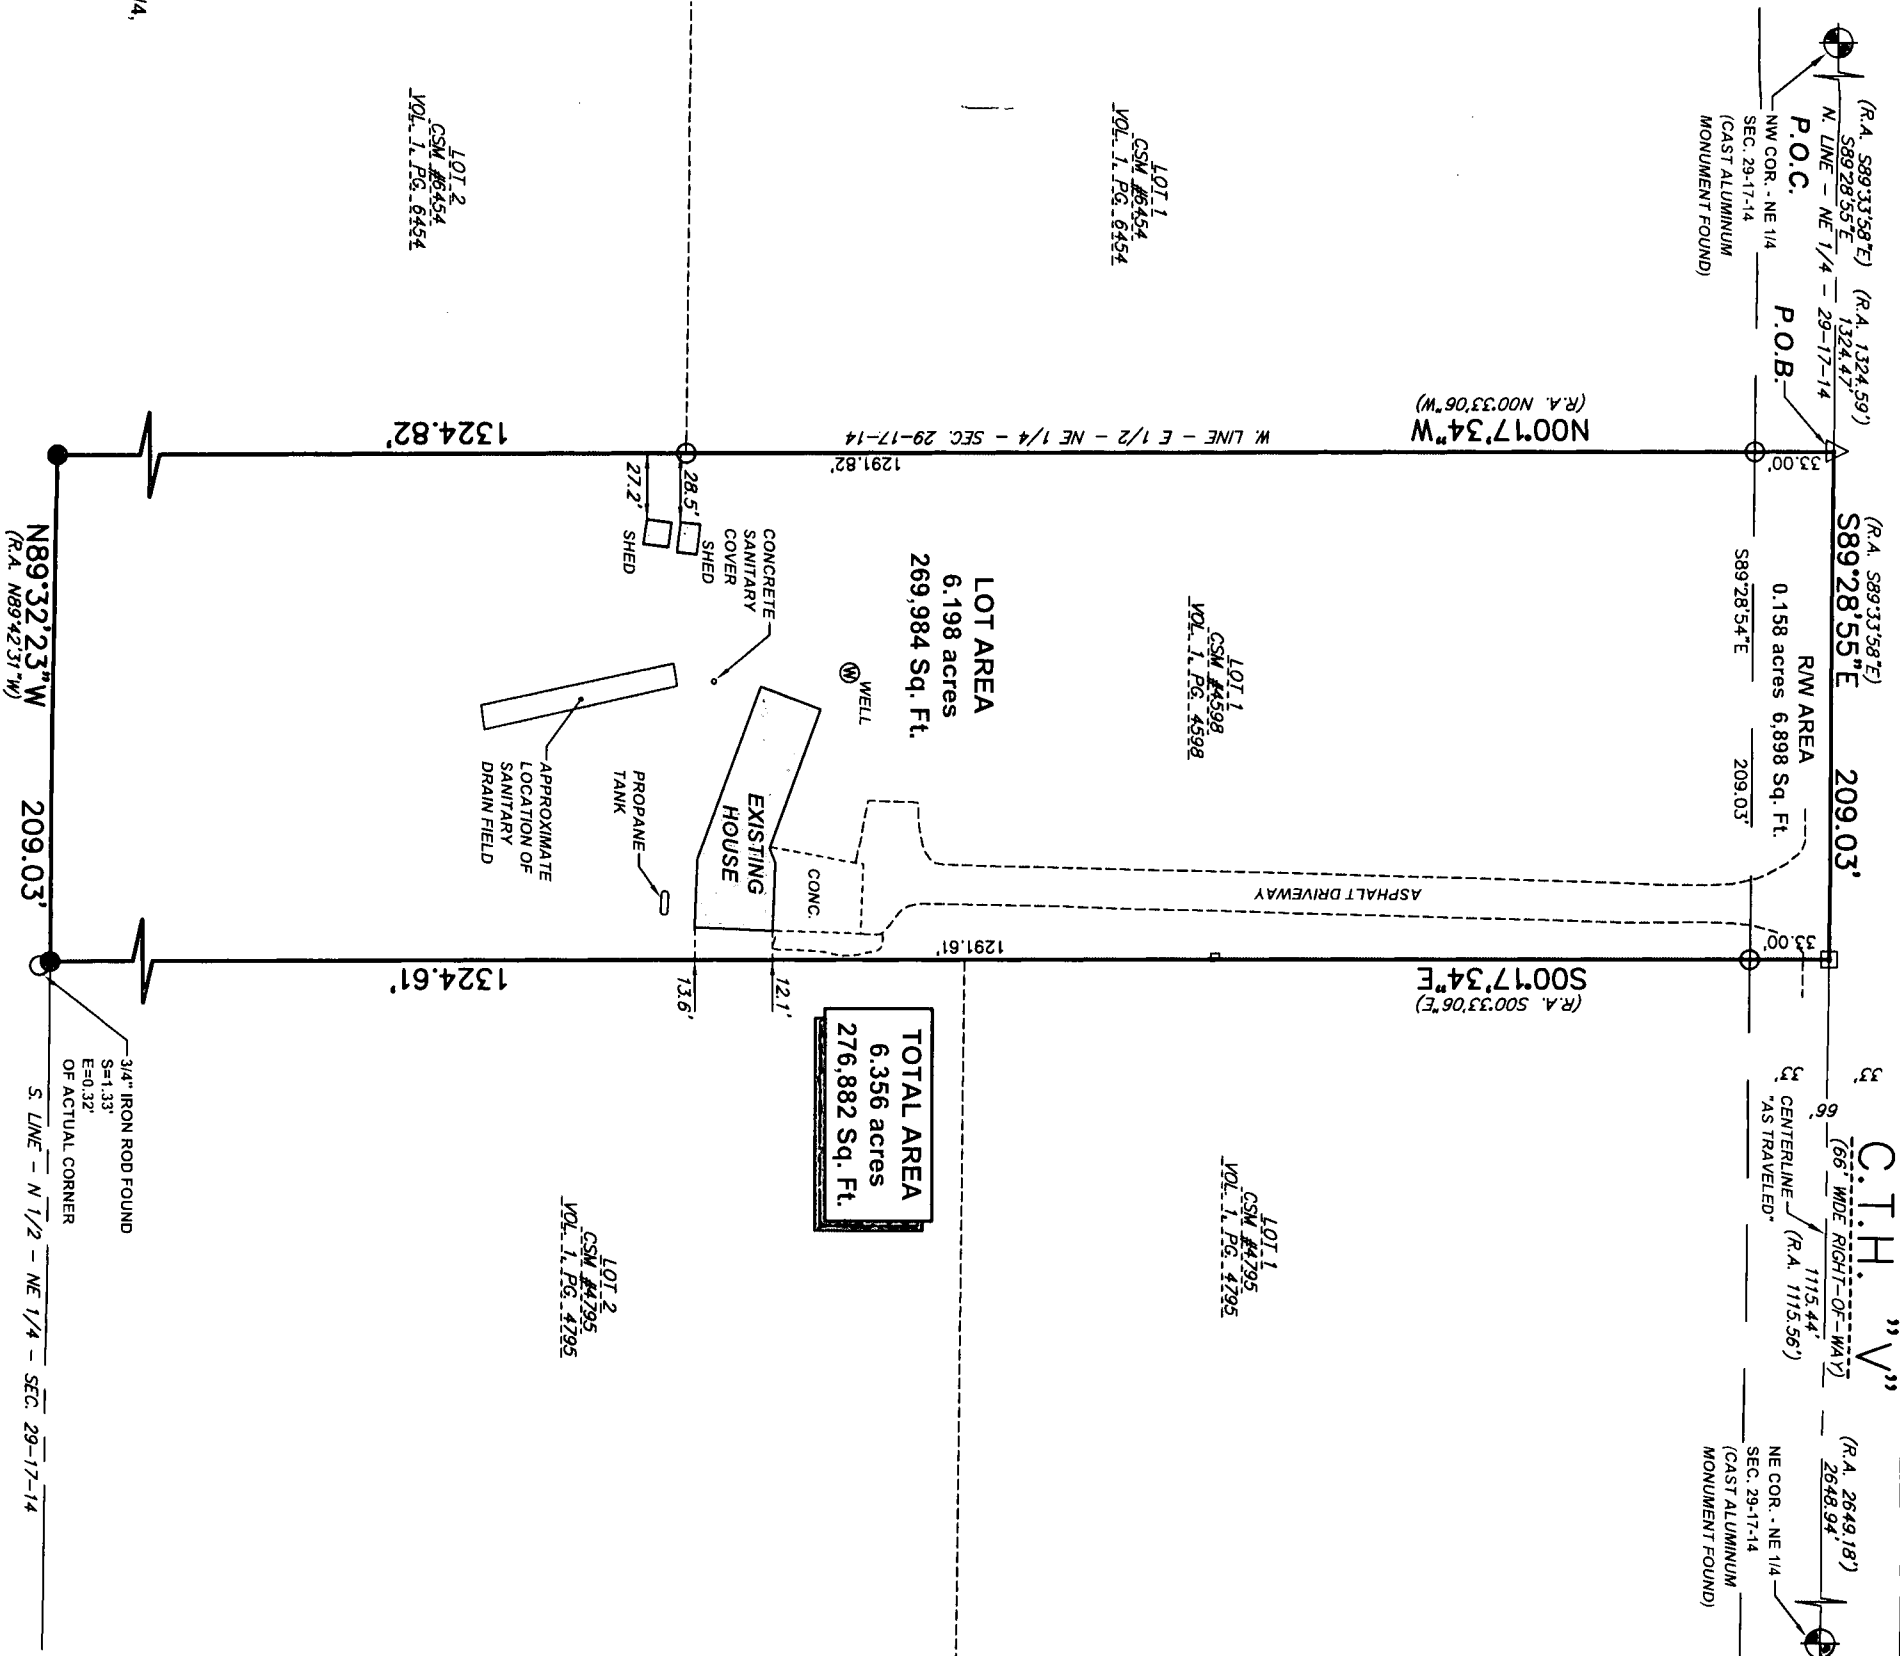 (R.A. S89°33'58"E)
S89°28'55"E
(R.A. 1324.59')
1324.47'
N. LINE - NE 1/4 - 29-17-14
P.O.C.
NW COR. - NE 1/4
SEC. 29-17-14
(CAST ALUMINUM
MONUMENT FOUND)
P.O.B.
(R.A. S89°33'58"E)
S89°28'55"E
209.03'
R/W AREA
0.158 acres 6,898 Sq. Ft.
S89°28'54"E
209.03'
33.00'
33.00'
C.T.H. "V"
(66' WIDE RIGHT-OF-WAY)
33'
66'
33'
CENTERLINE
"AS TRAVELED"
1115.44'
(R.A. 1115.56')
(R.A. 2649.18')
2648.94'
NE COR. - NE 1/4
SEC. 29-17-14
(CAST ALUMINUM
MONUMENT FOUND)
LOT 1
CSM #6454
VOL. 1, PG. 6454
(R.A. N00°33'06"W)
N00°17'34"W
W. LINE - E 1/2 - NE 1/4 - SEC. 29-17-14
1291.82'
1324.82'
LOT 1
CSM #4598
VOL. 1, PG. 4598
ASPHALT DRIVEWAY
S00°17'34"E
(R.A. S00°33'06"E)
1291.61'
1324.61'
LOT 1
CSM #4795
VOL. 1, PG. 4795
LOT AREA
6.198 acres
269,984 Sq. Ft.
TOTAL AREA
6.356 acres
276,882 Sq. Ft.
WELL
W
CONC.
EXISTING
HOUSE
CONCRETE
SANITARY
COVER
28.5'
SHED
27.2'
SHED
12.1'
13.6'
PROPANE
TANK
APPROXIMATE
LOCATION OF
SANITARY
DRAIN FIELD
LOT 2
CSM #6454
VOL. 1, PG. 6454
LOT 2
CSM #4795
VOL. 1, PG. 4795
3/4" IRON ROD FOUND
S=1.33'
E=0.32'
OF ACTUAL CORNER
N89°32'23"W
209.03'
(R.A. N89°42'31"W)
S. LINE - N 1/2 - NE 1/4 - SEC. 29-17-14